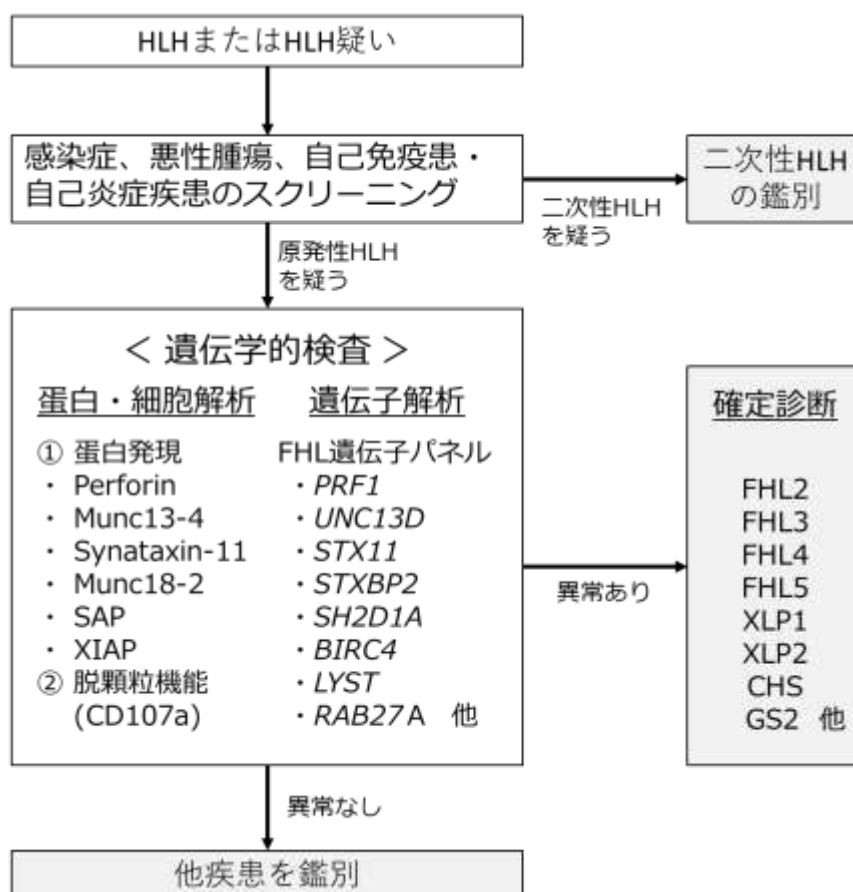 HLHまたはHLH疑い
感染症、悪性腫瘍、自己免疫患・
自己炎症疾患のスクリーニング
二次性HLH
の鑑別
二次性HLH
を疑う
原発性HLH
を疑う
＜ 遺伝学的検査 ＞
蛋白・細胞解析
① 蛋白発現
・ Perforin
・ Munc13-4
・ Synataxin-11
・ Munc18-2
・ SAP
・ XIAP
② 脱顆粒機能
(CD107a)
遺伝子解析
FHL遺伝子パネル
・PRF1
・UNC13D
・STX11
・STXBP2
・SH2D1A
・BIRC4
・LYST
・RAB27A 他
異常あり
確定診断
FHL2
FHL3
FHL4
FHL5
XLP1
XLP2
CHS
GS2 他
異常なし
他疾患を鑑別